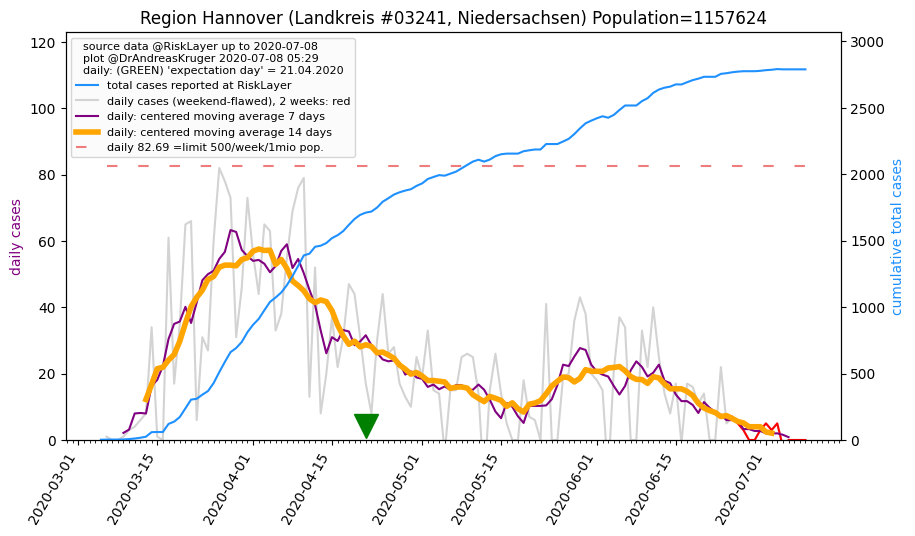 Region Hannover (Landkreis #03241, Niedersachsen) Population=1157624
source data @RiskLayer up to 2020-07-08
plot @DrAndreasKruger 2020-07-08 05:29
daily: (GREEN) 'expectation day' = 21.04.2020
total cases reported at RiskLayer
daily cases (weekend-flawed), 2 weeks: red
daily: centered moving average 7 days
daily: centered moving average 14 days
daily 82.69 =limit 500/week/1mio pop.
daily cases
120
100
80
60
40
20
0
cumulative total cases
3000
2500
2000
1500
1000
500
0
2020-03-01
2020-03-15
2020-04-01
2020-04-15
2020-05-01
2020-05-15
2020-06-01
2020-06-15
2020-07-01